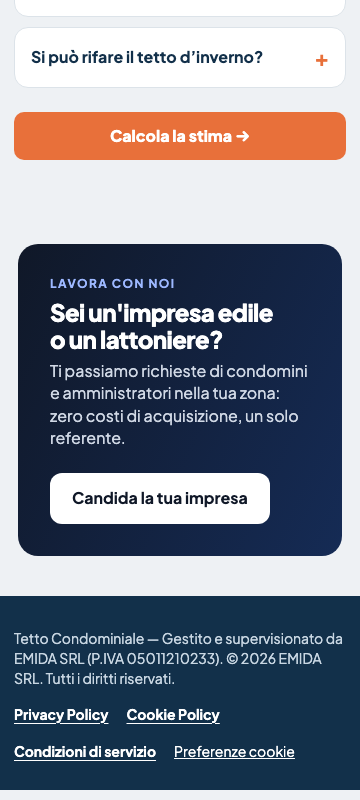 Si può rifare il tetto d’inverno?
+
Calcola la stima →
LAVORA CON NOI
Sei un'impresa edile
o un lattoniere?
Ti passiamo richieste di condomini
e amministratori nella tua zona:
zero costi di acquisizione, un solo
referente.
Candida la tua impresa
Tetto Condominiale — Gestito e supervisionato da
EMIDA SRL (P.IVA 05011210233). © 2026 EMIDA
SRL. Tutti i diritti riservati.
Privacy Policy Cookie Policy
Condizioni di servizio Preferenze cookie